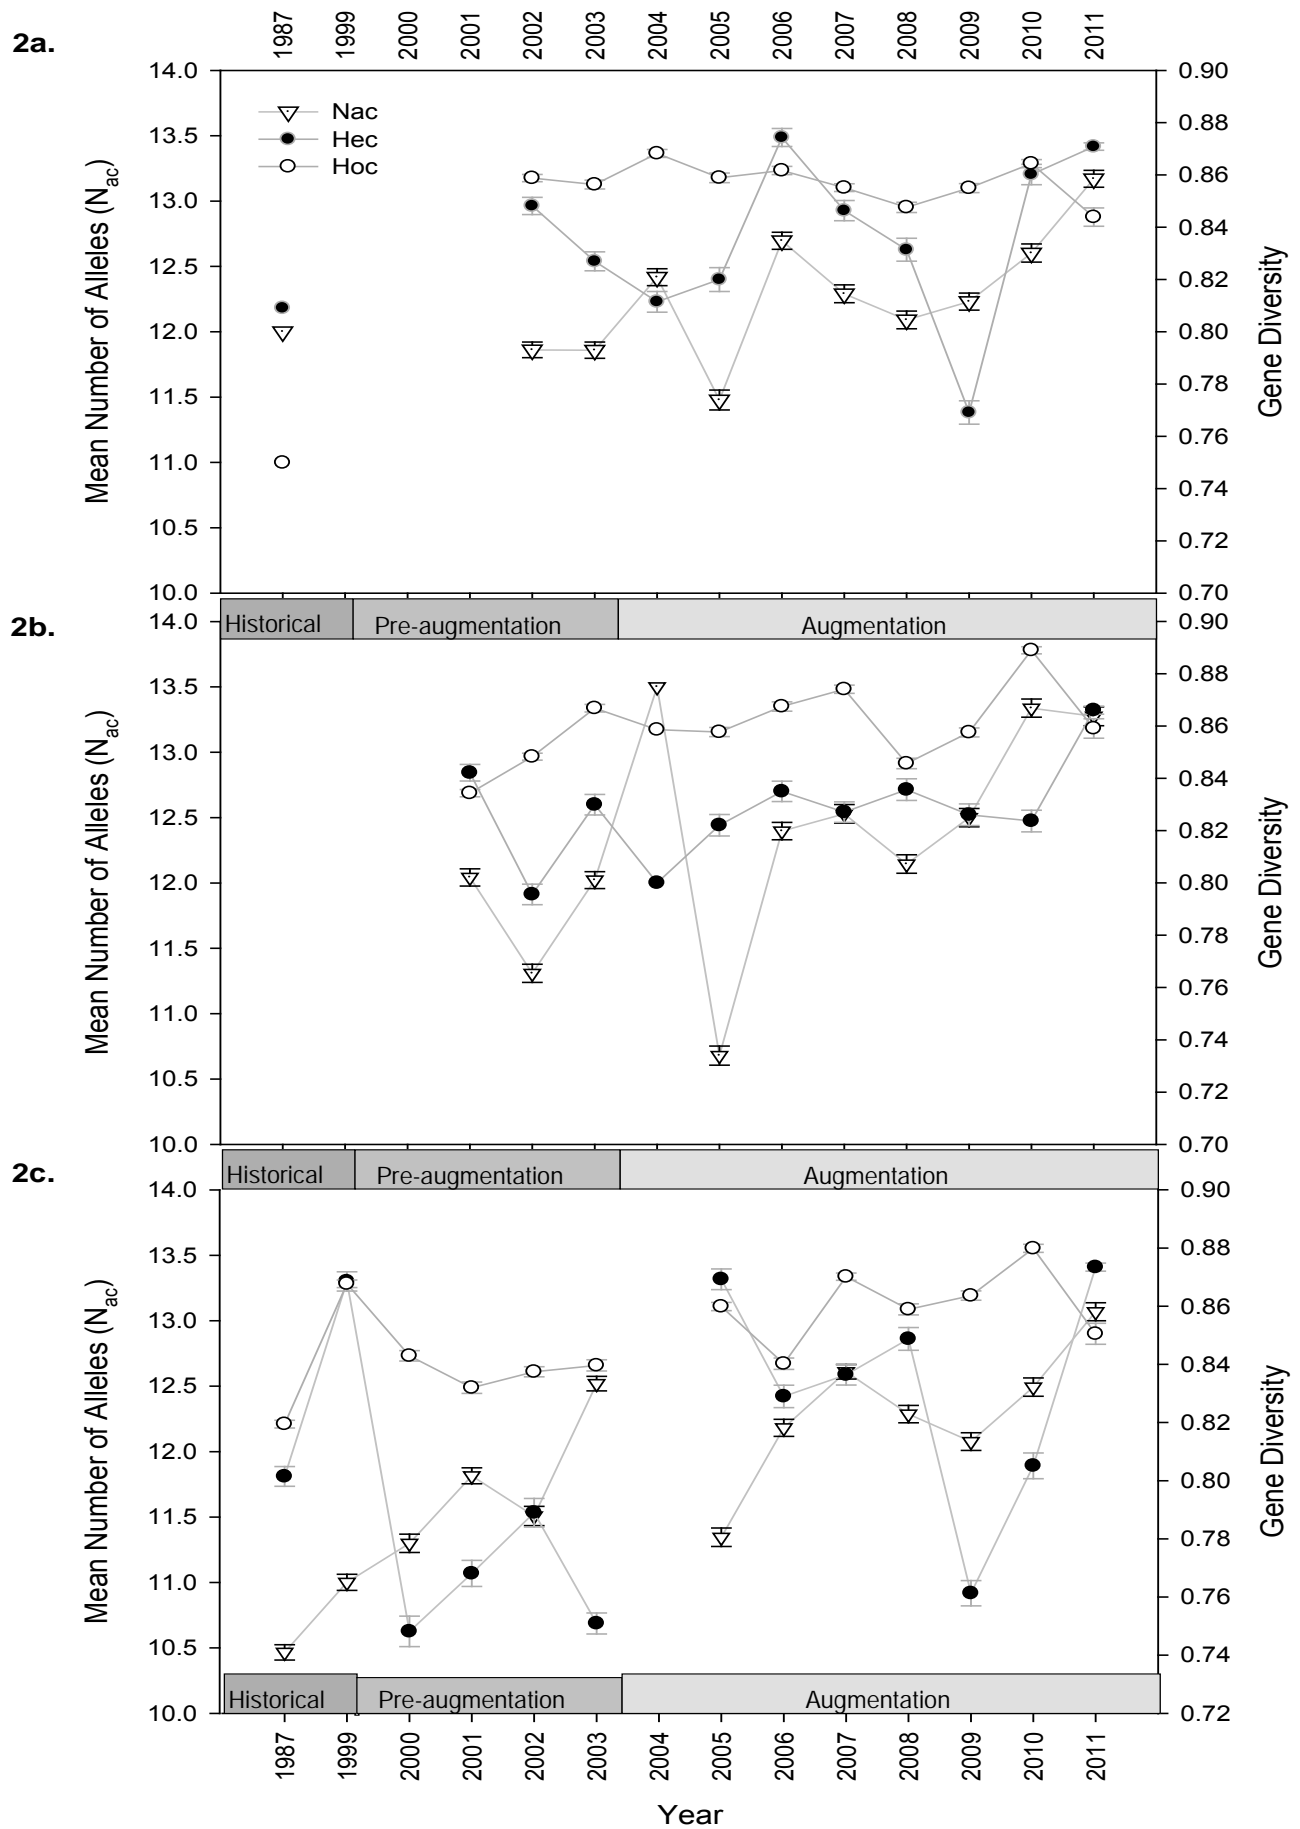 2a.
1987 1999 2000 2001 2002 2003 2004 2005 2006 2007 2008 2009 2010 2011
14.0 0.90
13.5 0.88
13.0 0.86
12.5 0.84
12.0 0.82
11.5 0.80
11.0 0.78
10.5 0.76
10.0 0.74
0.72
0.70
Mean Number of Alleles (Nac)
Gene Diversity
Nac
Hec
Hoc
Historical Pre-augmentation Augmentation
2b.
14.0 0.90
13.5 0.88
13.0 0.86
12.5 0.84
12.0 0.82
11.5 0.80
11.0 0.78
10.5 0.76
10.0 0.74
0.72
0.70
Mean Number of Alleles (Nac)
Gene Diversity
Historical Pre-augmentation Augmentation
2c.
14.0 0.90
13.5 0.88
13.0 0.86
12.5 0.84
12.0 0.82
11.5 0.80
11.0 0.78
10.5 0.76
10.0 0.74
0.72
Mean Number of Alleles (Nac)
Gene Diversity
Historical Pre-augmentation Augmentation
1987 1999 2000 2001 2002 2003 2004 2005 2006 2007 2008 2009 2010 2011
Year